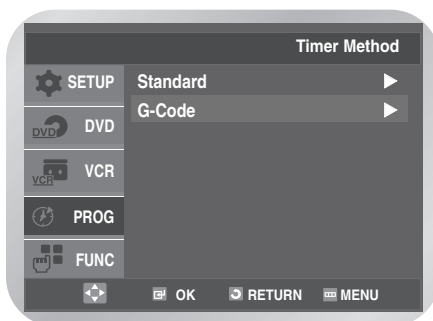 Timer Method
SETUP
DVD DVD
VCR VCR
PROG
FUNC
Standard
G-Code
OK RETURN MENU